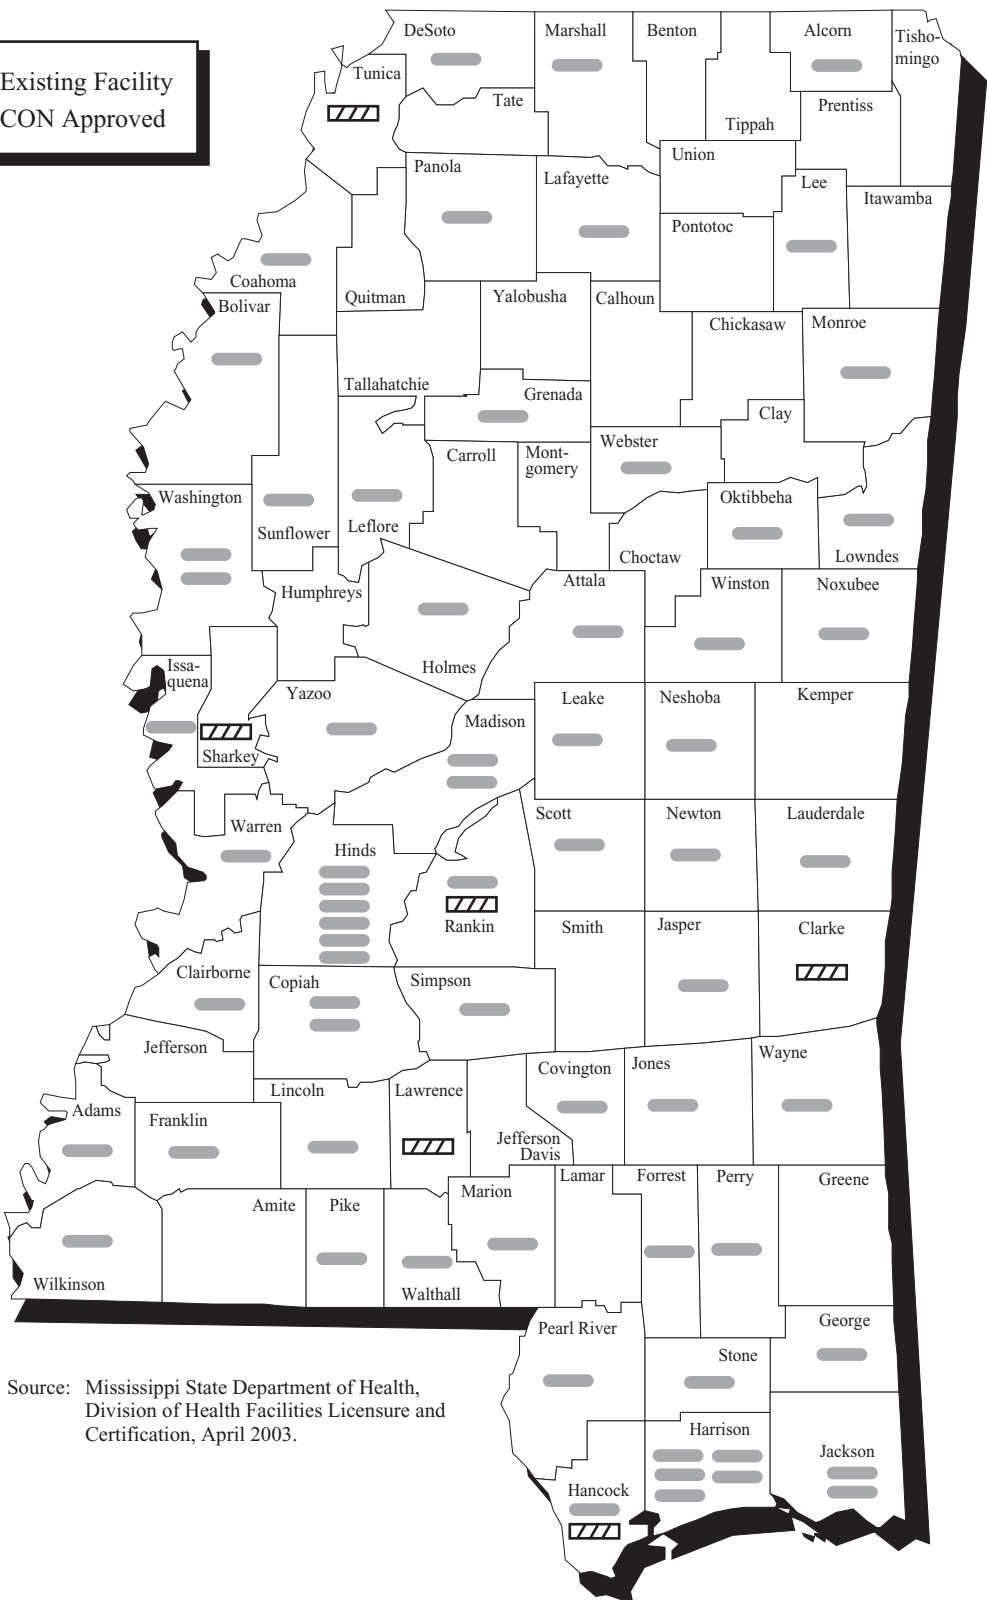 Existing Facility
CON Approved
DeSoto
Marshall
Benton
Alcorn
Tisho-
mingo
Tunica
Tate
Prentiss
Tippah
Union
Panola
Lafayette
Lee
Itawamba
Pontotoc
Coahoma
Quitman
Yalobusha
Calhoun
Bolivar
Chickasaw
Monroe
Tallahatchie
Grenada
Clay
Webster
Carroll
Mont-
gomery
Washington
Oktibbeha
Sunflower
Leflore
Choctaw
Lowndes
Humphreys
Attala
Winston
Noxubee
Issa-
quena
Holmes
Yazoo
Leake
Neshoba
Kemper
Madison
Sharkey
Scott
Newton
Lauderdale
Warren
Hinds
Rankin
Smith
Jasper
Clarke
Clairborne
Copiah
Simpson
Jefferson
Covington
Jones
Wayne
Lincoln
Lawrence
Adams
Franklin
Jefferson
Davis
Marion
Lamar
Forrest
Perry
Greene
Amite
Pike
Wilkinson
Walthall
Pearl River
George
Stone
Source: Mississippi State Department of Health,
Division of Health Facilities Licensure and
Certification, April 2003.
Harrison
Jackson
Hancock